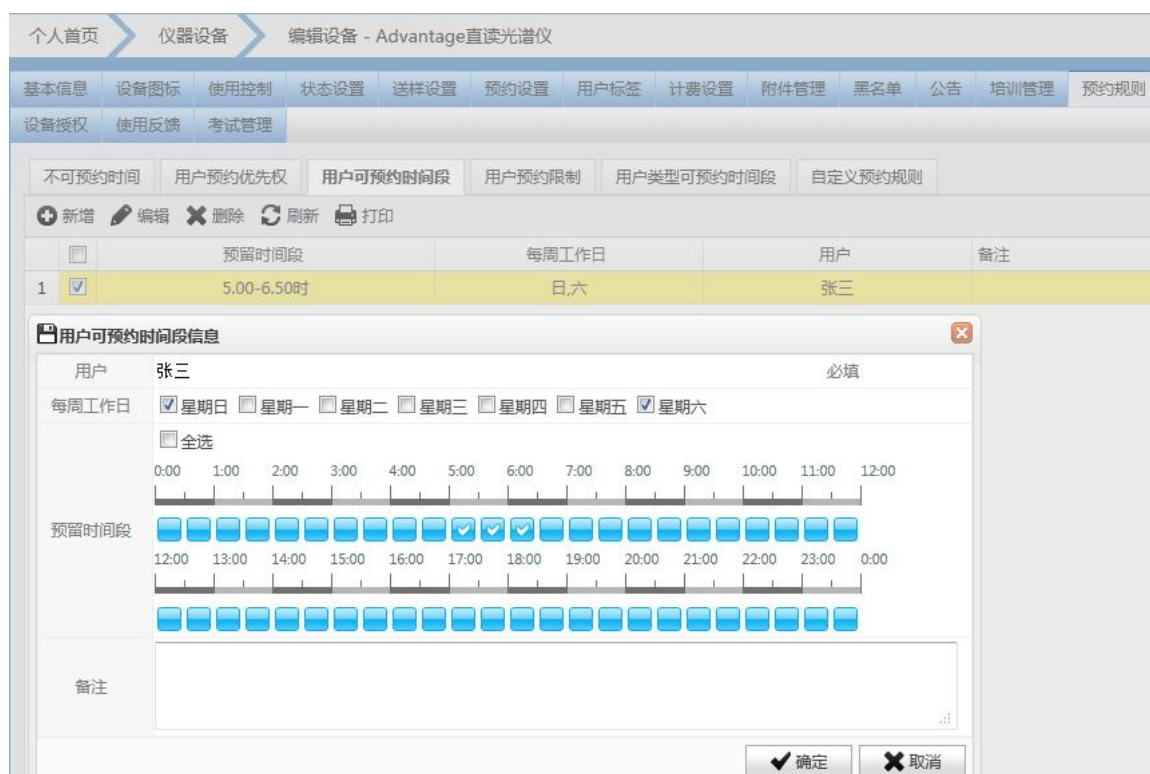 个人首页 仪器设备 编辑设备 - Advantage直读光谱仪
基本信息 设备图标 使用控制 状态设置 送样设置 预约设置 用户标签 计费设置 附件管理 黑名单 公告 培训管理 预约规则
设备授权 使用反馈 考试管理
不可预约时间 用户预约优先权 用户可预约时间段 用户预约限制 用户类型可预约时间段 自定义预约规则
新增 编辑 删除 刷新 打印
预留时间段 每周工作日 用户 备注
1 5.00-6.50时 日,六 张三
用户可预约时间段信息
用户 张三 必填
每周工作日 星期日 星期一 星期二 星期三 星期四 星期五 星期六
全选
0:00 1:00 2:00 3:00 4:00 5:00 6:00 7:00 8:00 9:00 10:00 11:00 12:00
预留时间段
12:00 13:00 14:00 15:00 16:00 17:00 18:00 19:00 20:00 21:00 22:00 23:00 0:00
备注
确定 取消